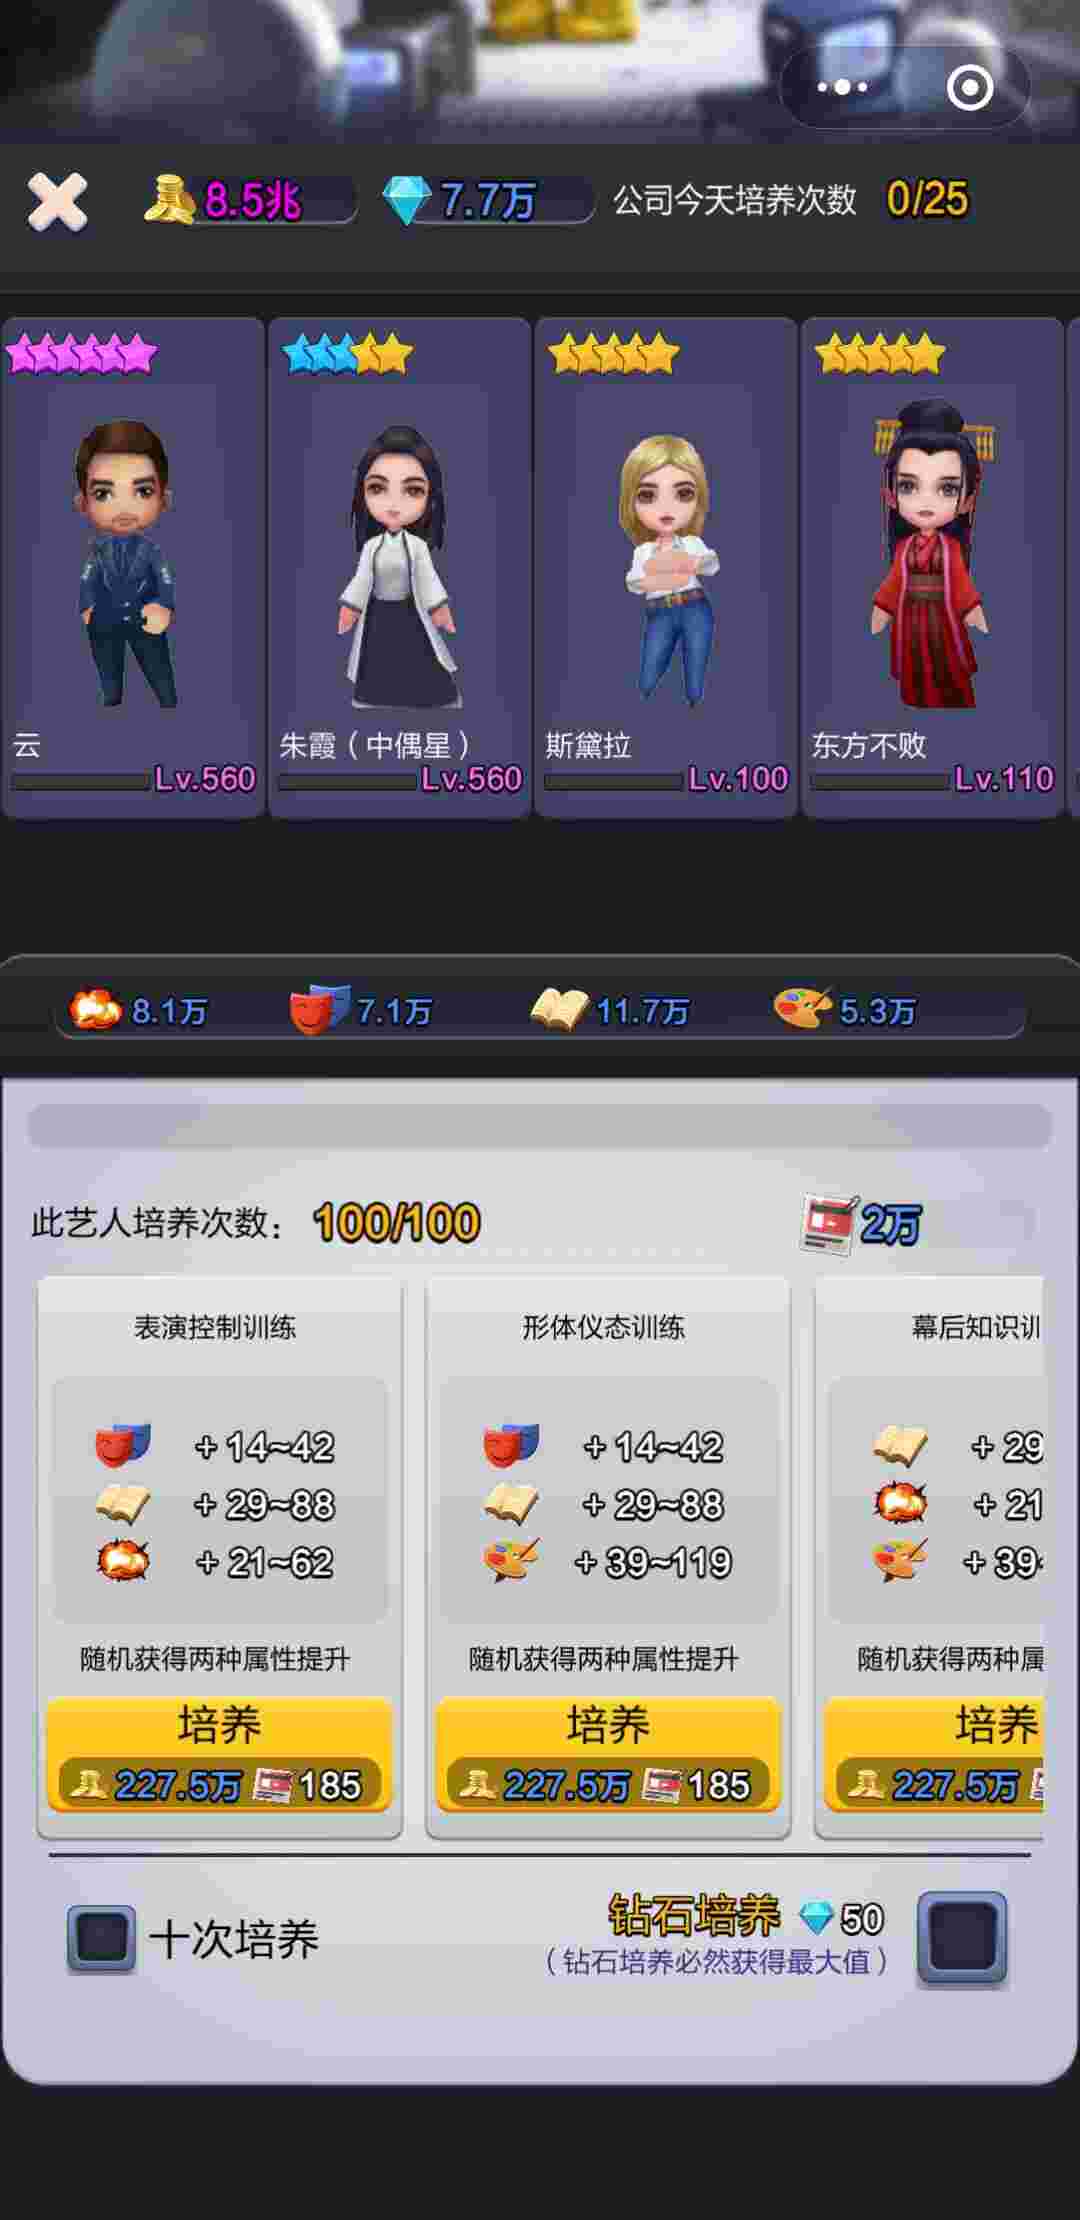 8.5兆 7.7万 公司今天培养次数 0/25
云 朱霞（中偶星） 斯黛拉 东方不败
Lv.560 Lv.560 Lv.100 Lv.110
8.1万 7.1万 11.7万 5.3万
此艺人培养次数： 100/100 2万
表演控制训练 形体仪态训练 幕后知识训
+ 14~42 + 14~42 + 29
+ 29~88 + 29~88 + 21
+ 21~62 + 39~119 + 39
随机获得两种属性提升 随机获得两种属性提升 随机获得两种属
培养 培养 培养
227.5万 185 227.5万 185 227.5万
十次培养 钻石培养 50
（钻石培养必然获得最大值）